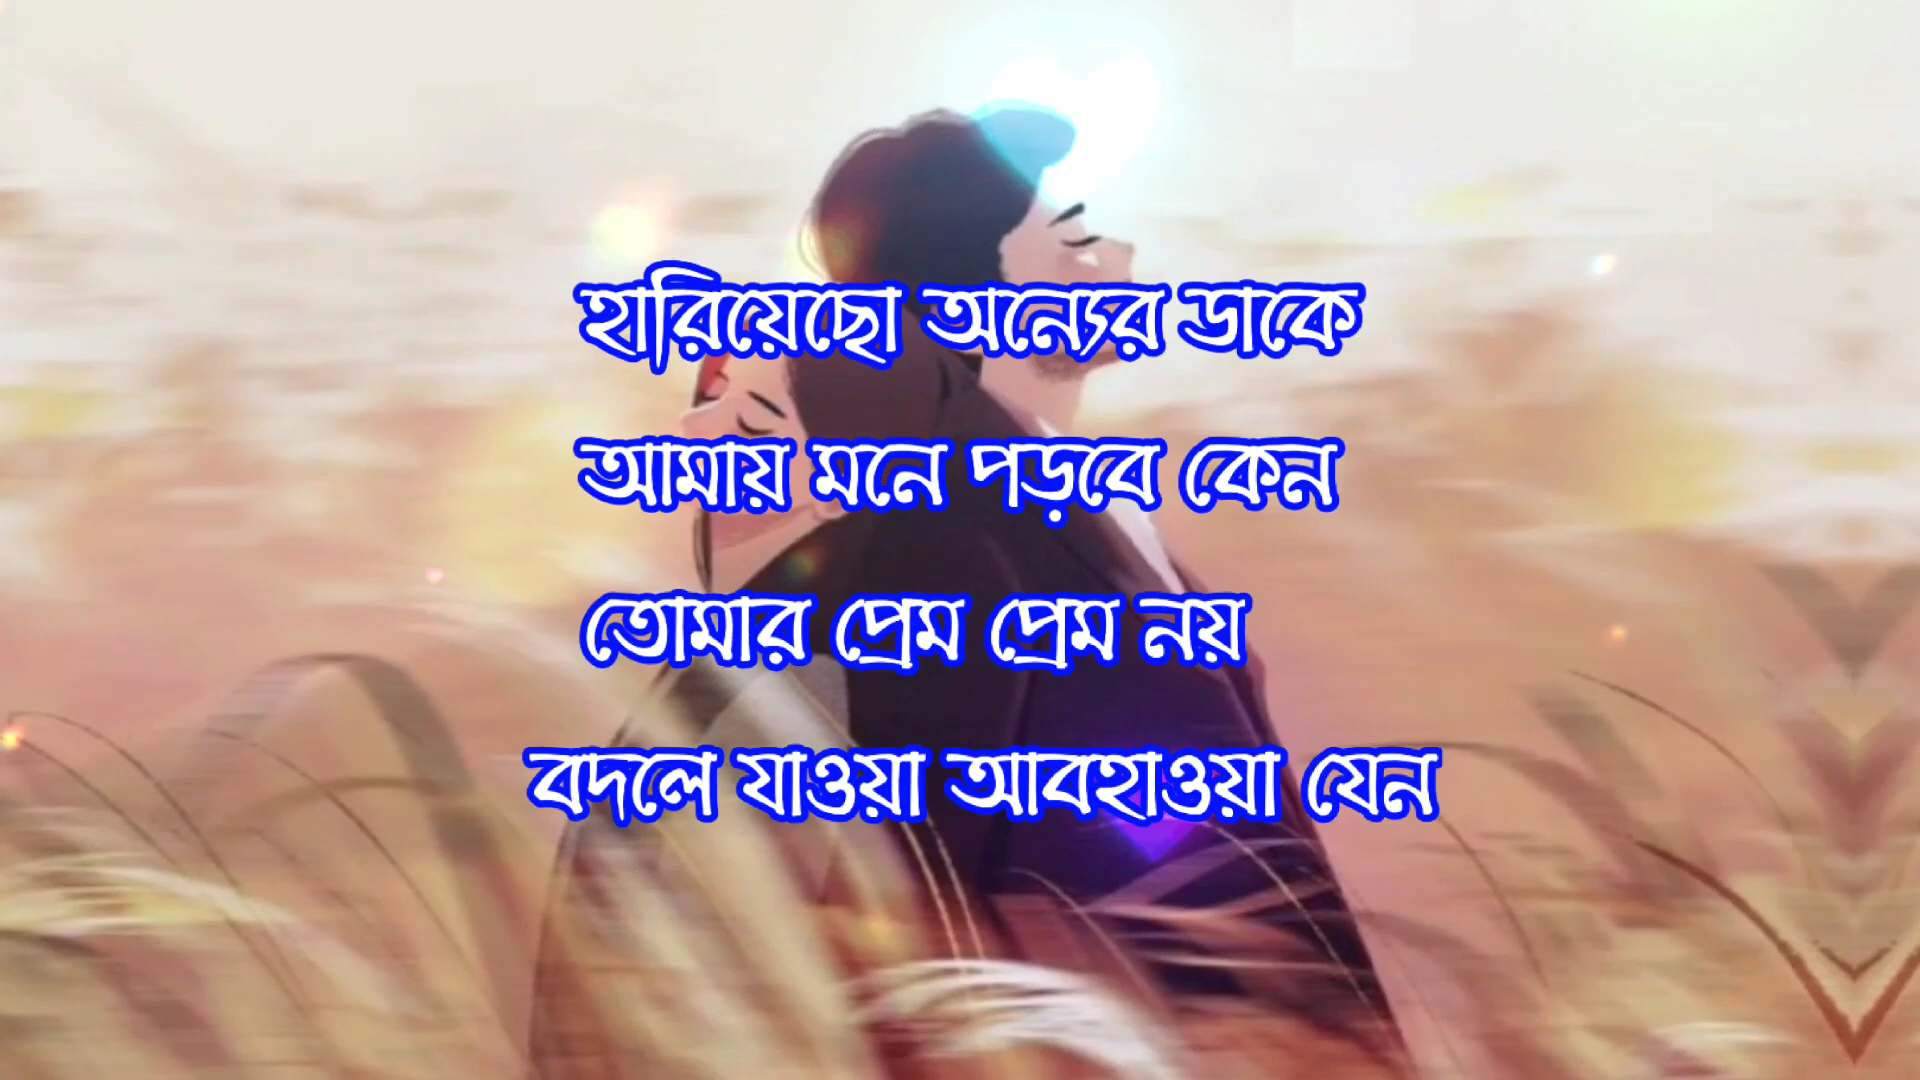 হারিয়েছো অন্যের ডাকে
আমায় মনে পড়বে কেন
তোমার প্রেম প্রেম নয়
বদলে যাওয়া আবহাওয়া যেন